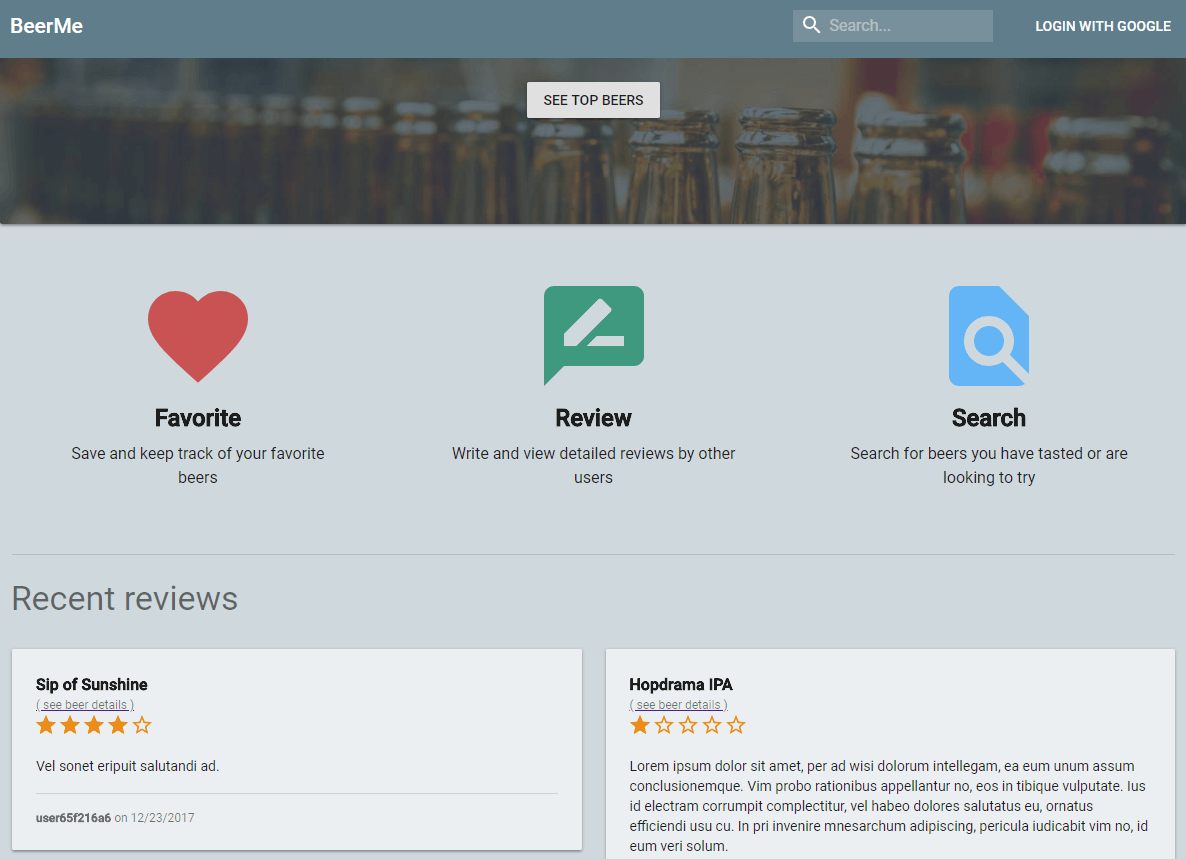 BeerMe
Search...
LOGIN WITH GOOGLE
SEE TOP BEERS
Favorite
Save and keep track of your favorite
beers
Review
Write and view detailed reviews by other
users
Search
Search for beers you have tasted or are
looking to try
Recent reviews
Sip of Sunshine
( see beer details )
Vel sonet eripuit salutandi ad.
user65f216a6 on 12/23/2017
Hopdrama IPA
( see beer details )
Lorem ipsum dolor sit amet, per ad wisi dolorum intellegam, ea eum unum assum
conclusionemque. Vim probo rationibus appellantur no, eos in tibique vulputate. Ius
id electram corrumpit complectitur, vel habeo dolores salutatus eu, ornatus
efficiendi usu cu. In pri invenire mnesarchum adipiscing, pericula iudicabit vim no, id
eum veri solum.